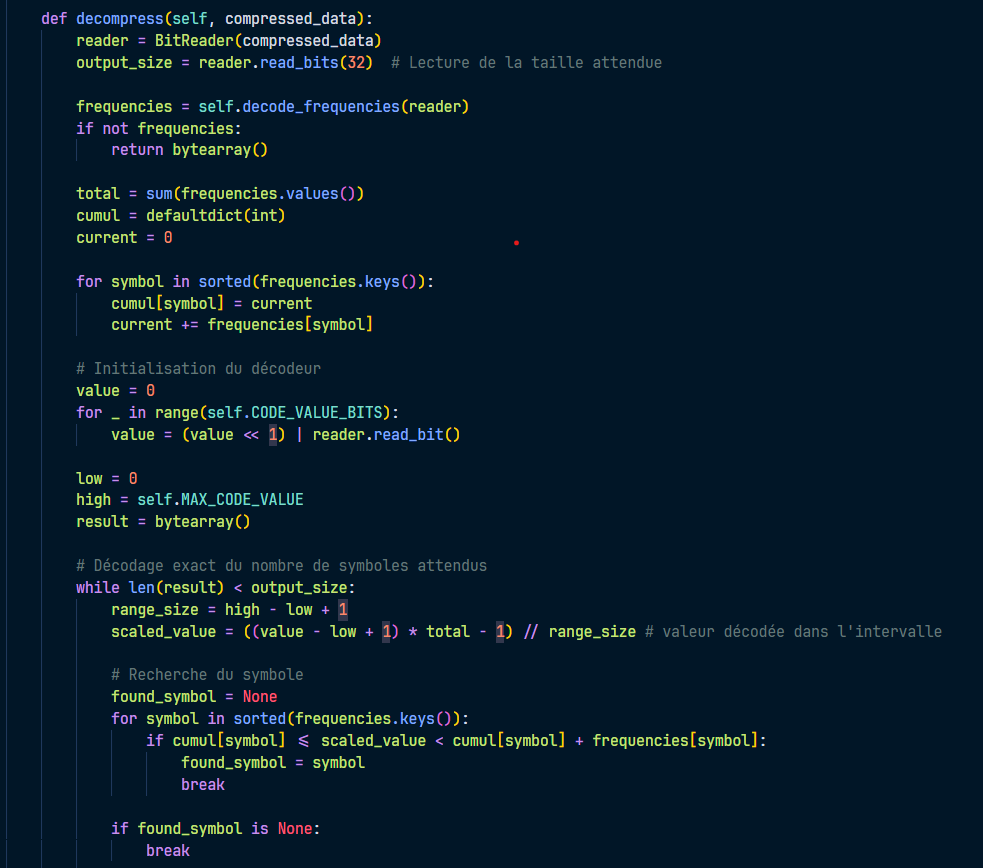 def decompress(self, compressed_data):
    reader = BitReader(compressed_data)
    output_size = reader.read_bits(32)  # Lecture de la taille attendue

    frequencies = self.decode_frequencies(reader)
    if not frequencies:
        return bytearray()

    total = sum(frequencies.values())
    cumul = defaultdict(int)
    current = 0

    for symbol in sorted(frequencies.keys()):
        cumul[symbol] = current
        current += frequencies[symbol]

    # Initialisation du décodeur
    value = 0
    for _ in range(self.CODE_VALUE_BITS):
        value = (value << 1) | reader.read_bit()

    low = 0
    high = self.MAX_CODE_VALUE
    result = bytearray()

    # Décodage exact du nombre de symboles attendus
    while len(result) < output_size:
        range_size = high - low + 1
        scaled_value = ((value - low + 1) * total - 1) // range_size # valeur décodée dans l'intervalle

        # Recherche du symbole
        found_symbol = None
        for symbol in sorted(frequencies.keys()):
            if cumul[symbol] <= scaled_value < cumul[symbol] + frequencies[symbol]:
                found_symbol = symbol
                break

        if found_symbol is None:
            break